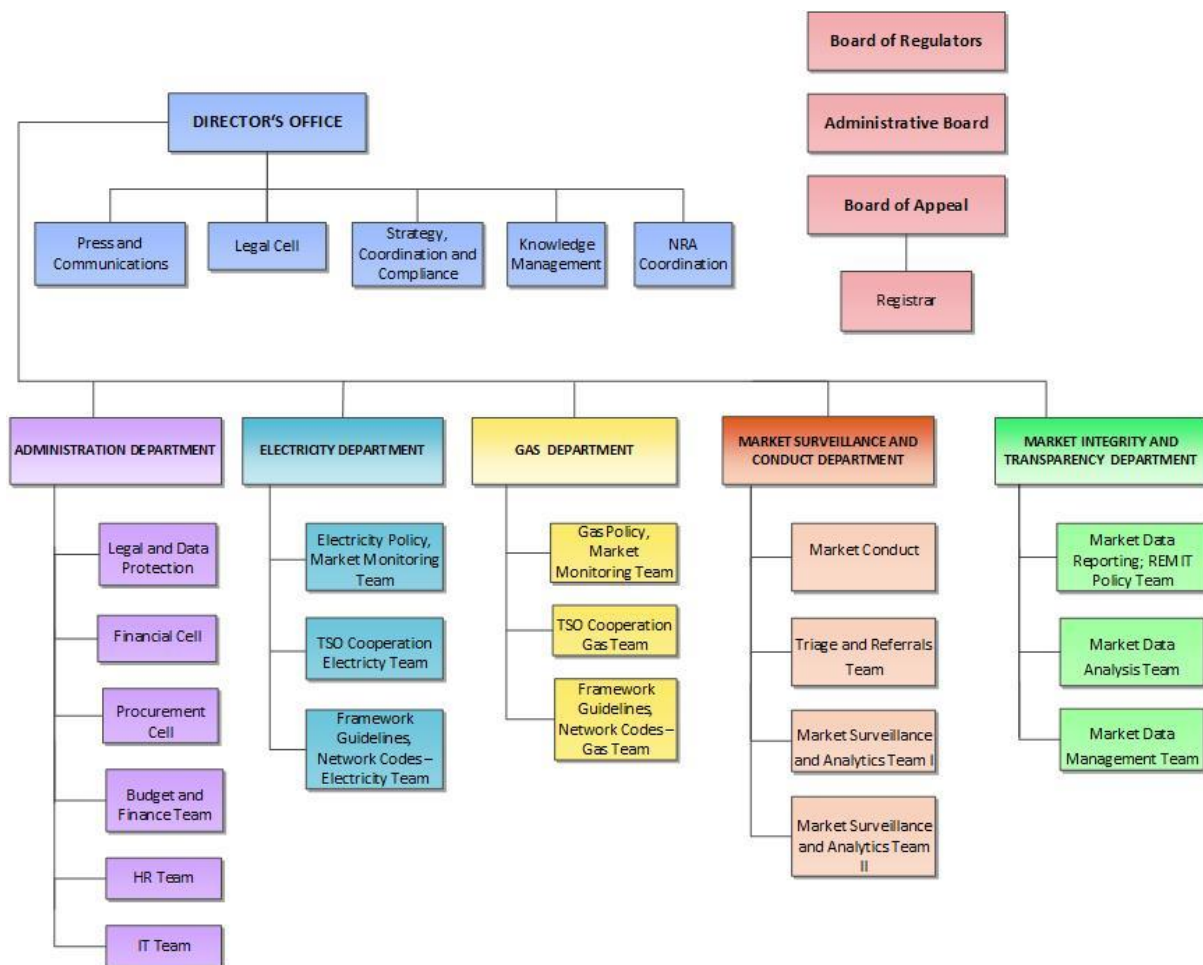 Board of Regulators
Administrative Board
Board of Appeal
Registrar
DIRECTOR'S OFFICE
Press and
Communications
Legal Cell
Strategy,
Coordination and
Compliance
Knowledge
Management
NRA
Coordination
ADMINISTRATION DEPARTMENT
Legal and Data
Protection
Financial Cell
Procurement
Cell
Budget and
Finance Team
HR Team
IT Team
ELECTRICITY DEPARTMENT
Electricity Policy,
Market Monitoring
Team
TSO Cooperation
Electricty Team
Framework
Guidelines,
Network Codes –
Electricity Team
GAS DEPARTMENT
Gas Policy,
Market
Monitoring Team
TSO Cooperation
Gas Team
Framework
Guidelines,
Network Codes –
Gas Team
MARKET SURVEILLANCE AND
CONDUCT DEPARTMENT
Market Conduct
Triage and Referrals
Team
Market Surveillance
and Analytics Team I
Market Surveillance
and Analytics Team
II
MARKET INTEGRITY AND
TRANSPARENCY DEPARTMENT
Market Data
Reporting; REMIT
Policy Team
Market Data
Analysis Team
Market Data
Management Team